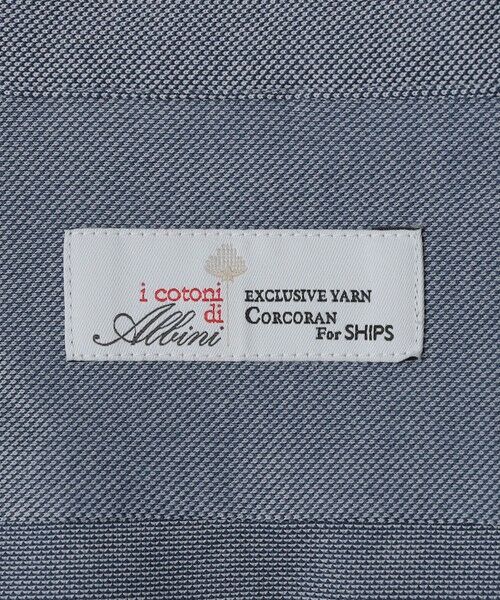 i cotoni
di
Albini
EXCLUSIVE YARN
CORCORAN
For SHIPS